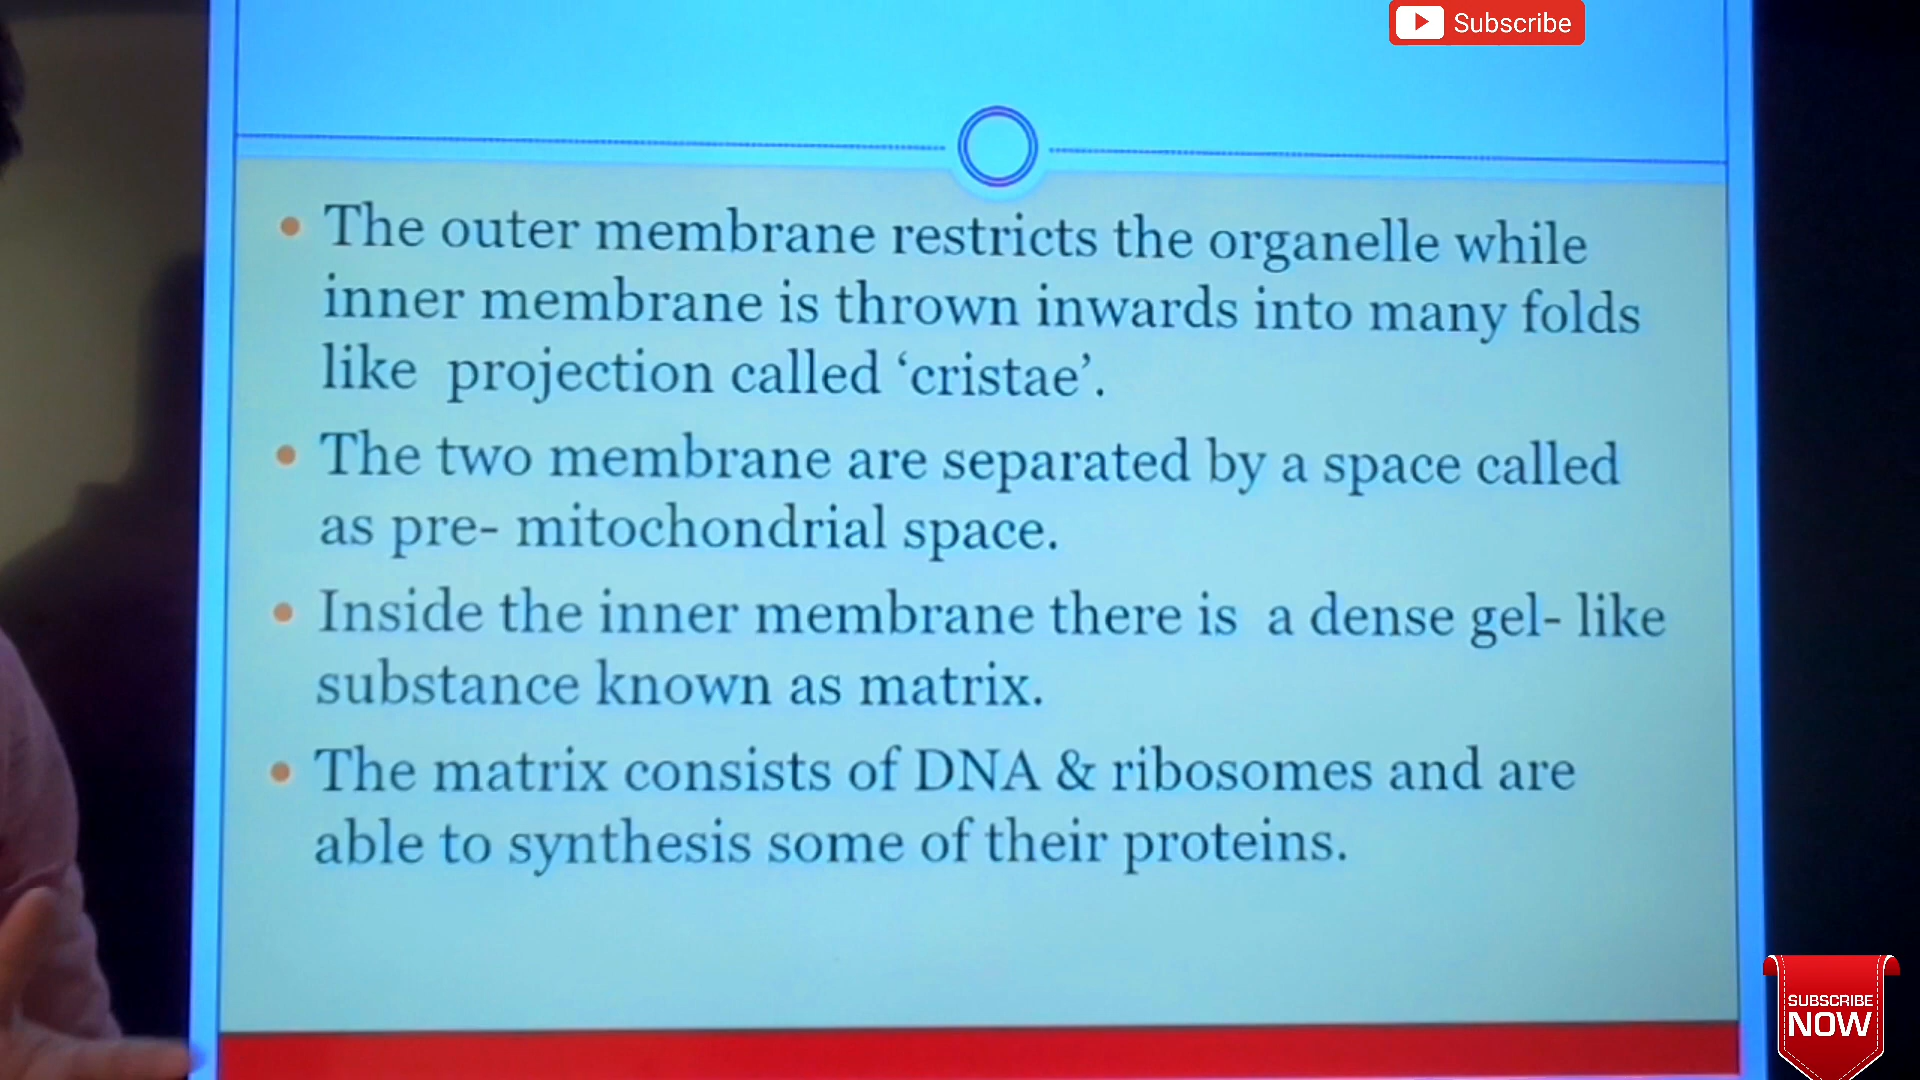 Subscribe
• The outer membrane restricts the organelle while
inner membrane is thrown inwards into many folds
like projection called ‘cristae’.
• The two membrane are separated by a space called
as pre- mitochondrial space.
• Inside the inner membrane there is a dense gel- like
substance known as matrix.
• The matrix consists of DNA & ribosomes and are
able to synthesis some of their proteins.
SUBSCRIBE
NOW